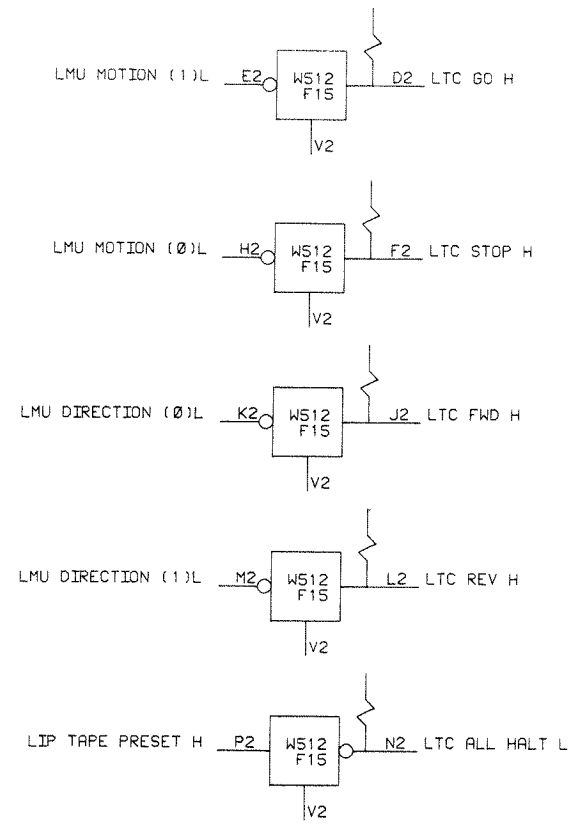 LMU MOTION (1)L E2 W512 D2 LTC GO H
F15
V2
LMU MOTION (Ø)L H2 W512 F2 LTC STOP H
F15
V2
LMU DIRECTION (Ø)L K2 W512 J2 LTC FWD H
F15
V2
LMU DIRECTION (1)L M2 W512 L2 LTC REV H
F15
V2
LIP TAPE PRESET H P2 W512 N2 LTC ALL HALT L
F15
V2